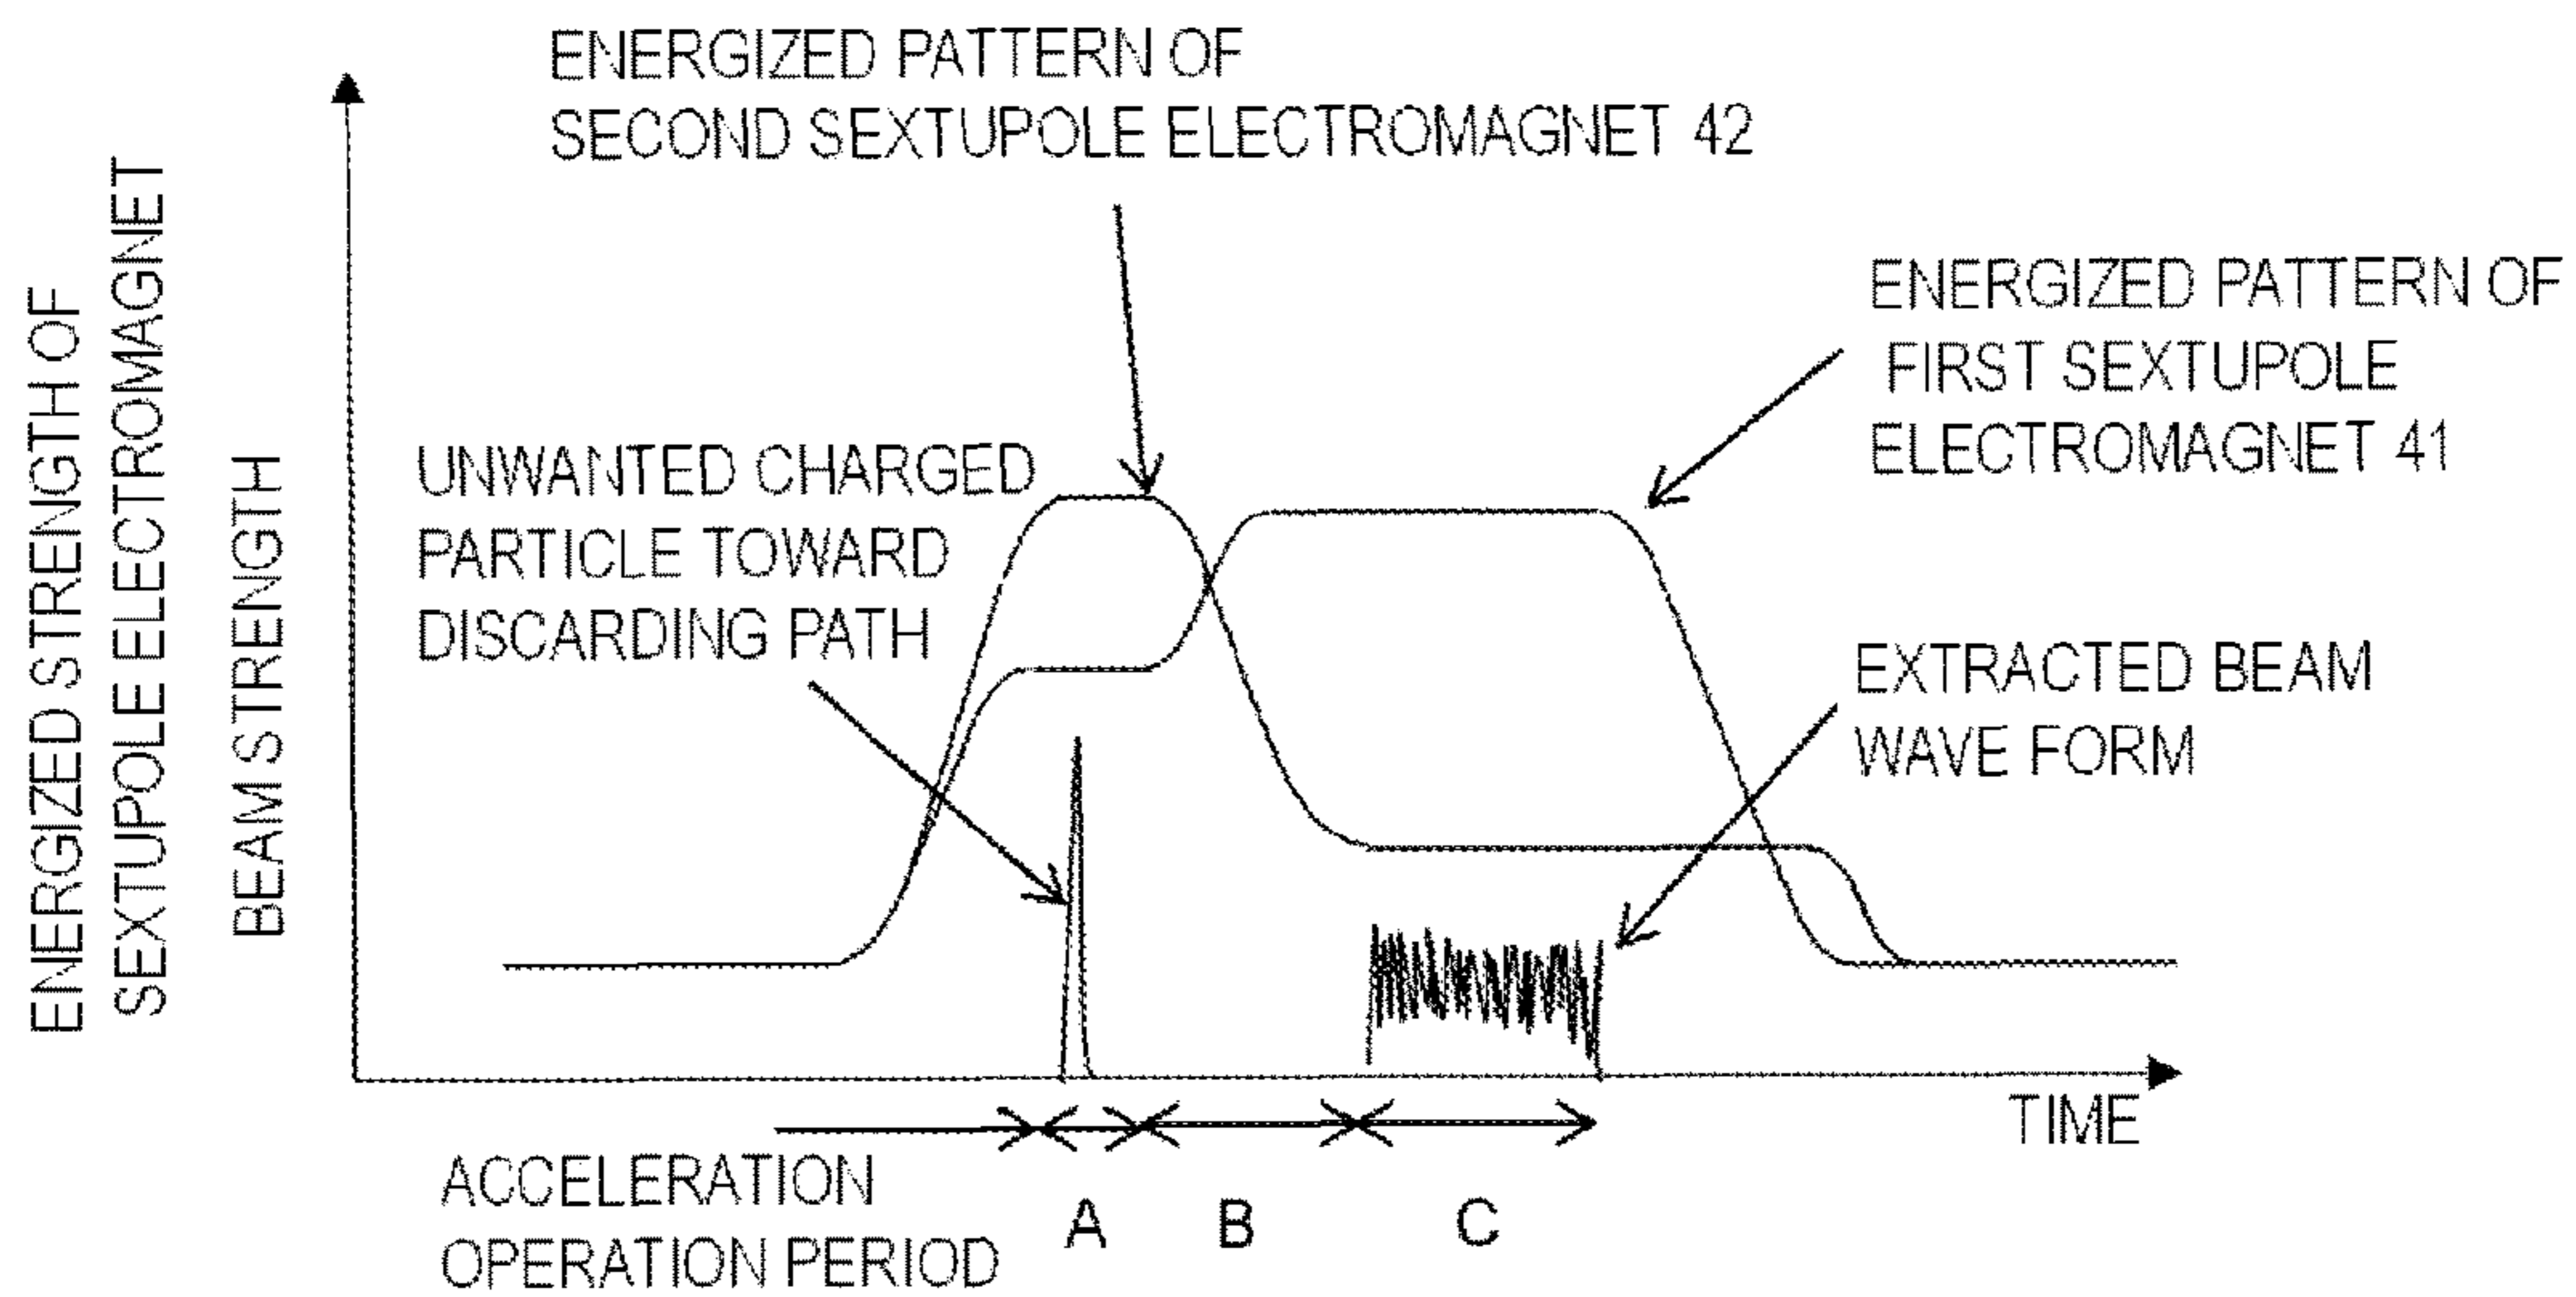 ENERGIZED PATTERN OF
SECOND SEXTUPOLE ELECTROMAGNET 42
ENERGIZED STRENGTH OF
SEXTUPOLE ELECTROMAGNET
BEAM STRENGTH
UNWANTED CHARGED
PARTICLE TOWARD
DISCARDING PATH
ENERGIZED PATTERN OF
FIRST SEXTUPOLE
ELECTROMAGNET 41
EXTRACTED BEAM
WAVE FORM
TIME
ACCELERATION
OPERATION PERIOD
A
B
C